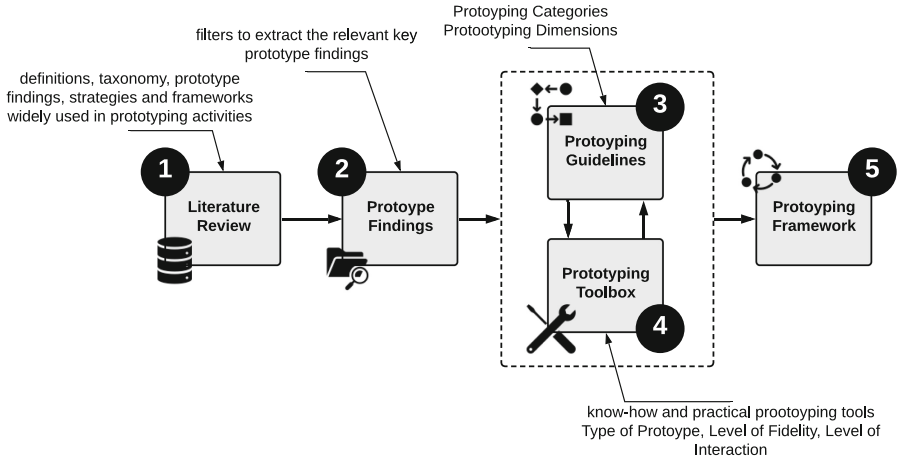 Protoyping Categories
Protootyping Dimensions
filters to extract the relevant key
prototype findings
definitions, taxonomy, prototype
findings, strategies and frameworks
widely used in prototyping activities
1
Literature
Review
2
Protoype
Findings
3
Protoyping
Guidelines
Prototyping
Toolbox
4
5
Protoyping
Framework
know-how and practical prootoyping tools
Type of Protoype, Level of Fidelity, Level of
Interaction